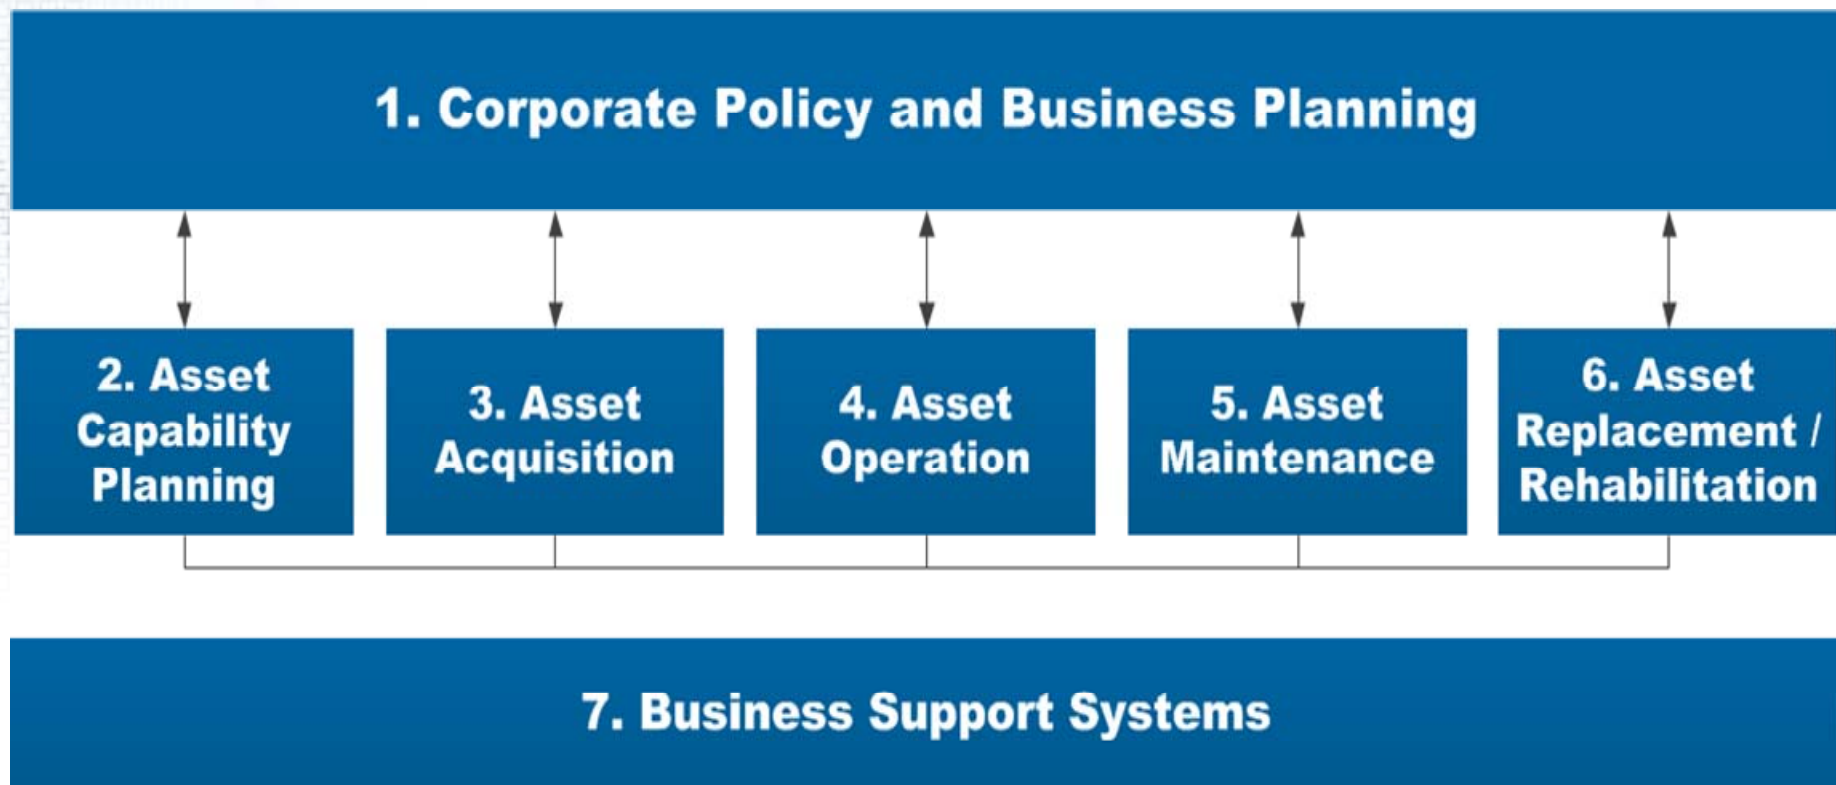 1. Corporate Policy and Business Planning
2. Asset
Capability
Planning
3. Asset
Acquisition
4. Asset
Operation
5. Asset
Maintenance
6. Asset
Replacement /
Rehabilitation
7. Business Support Systems